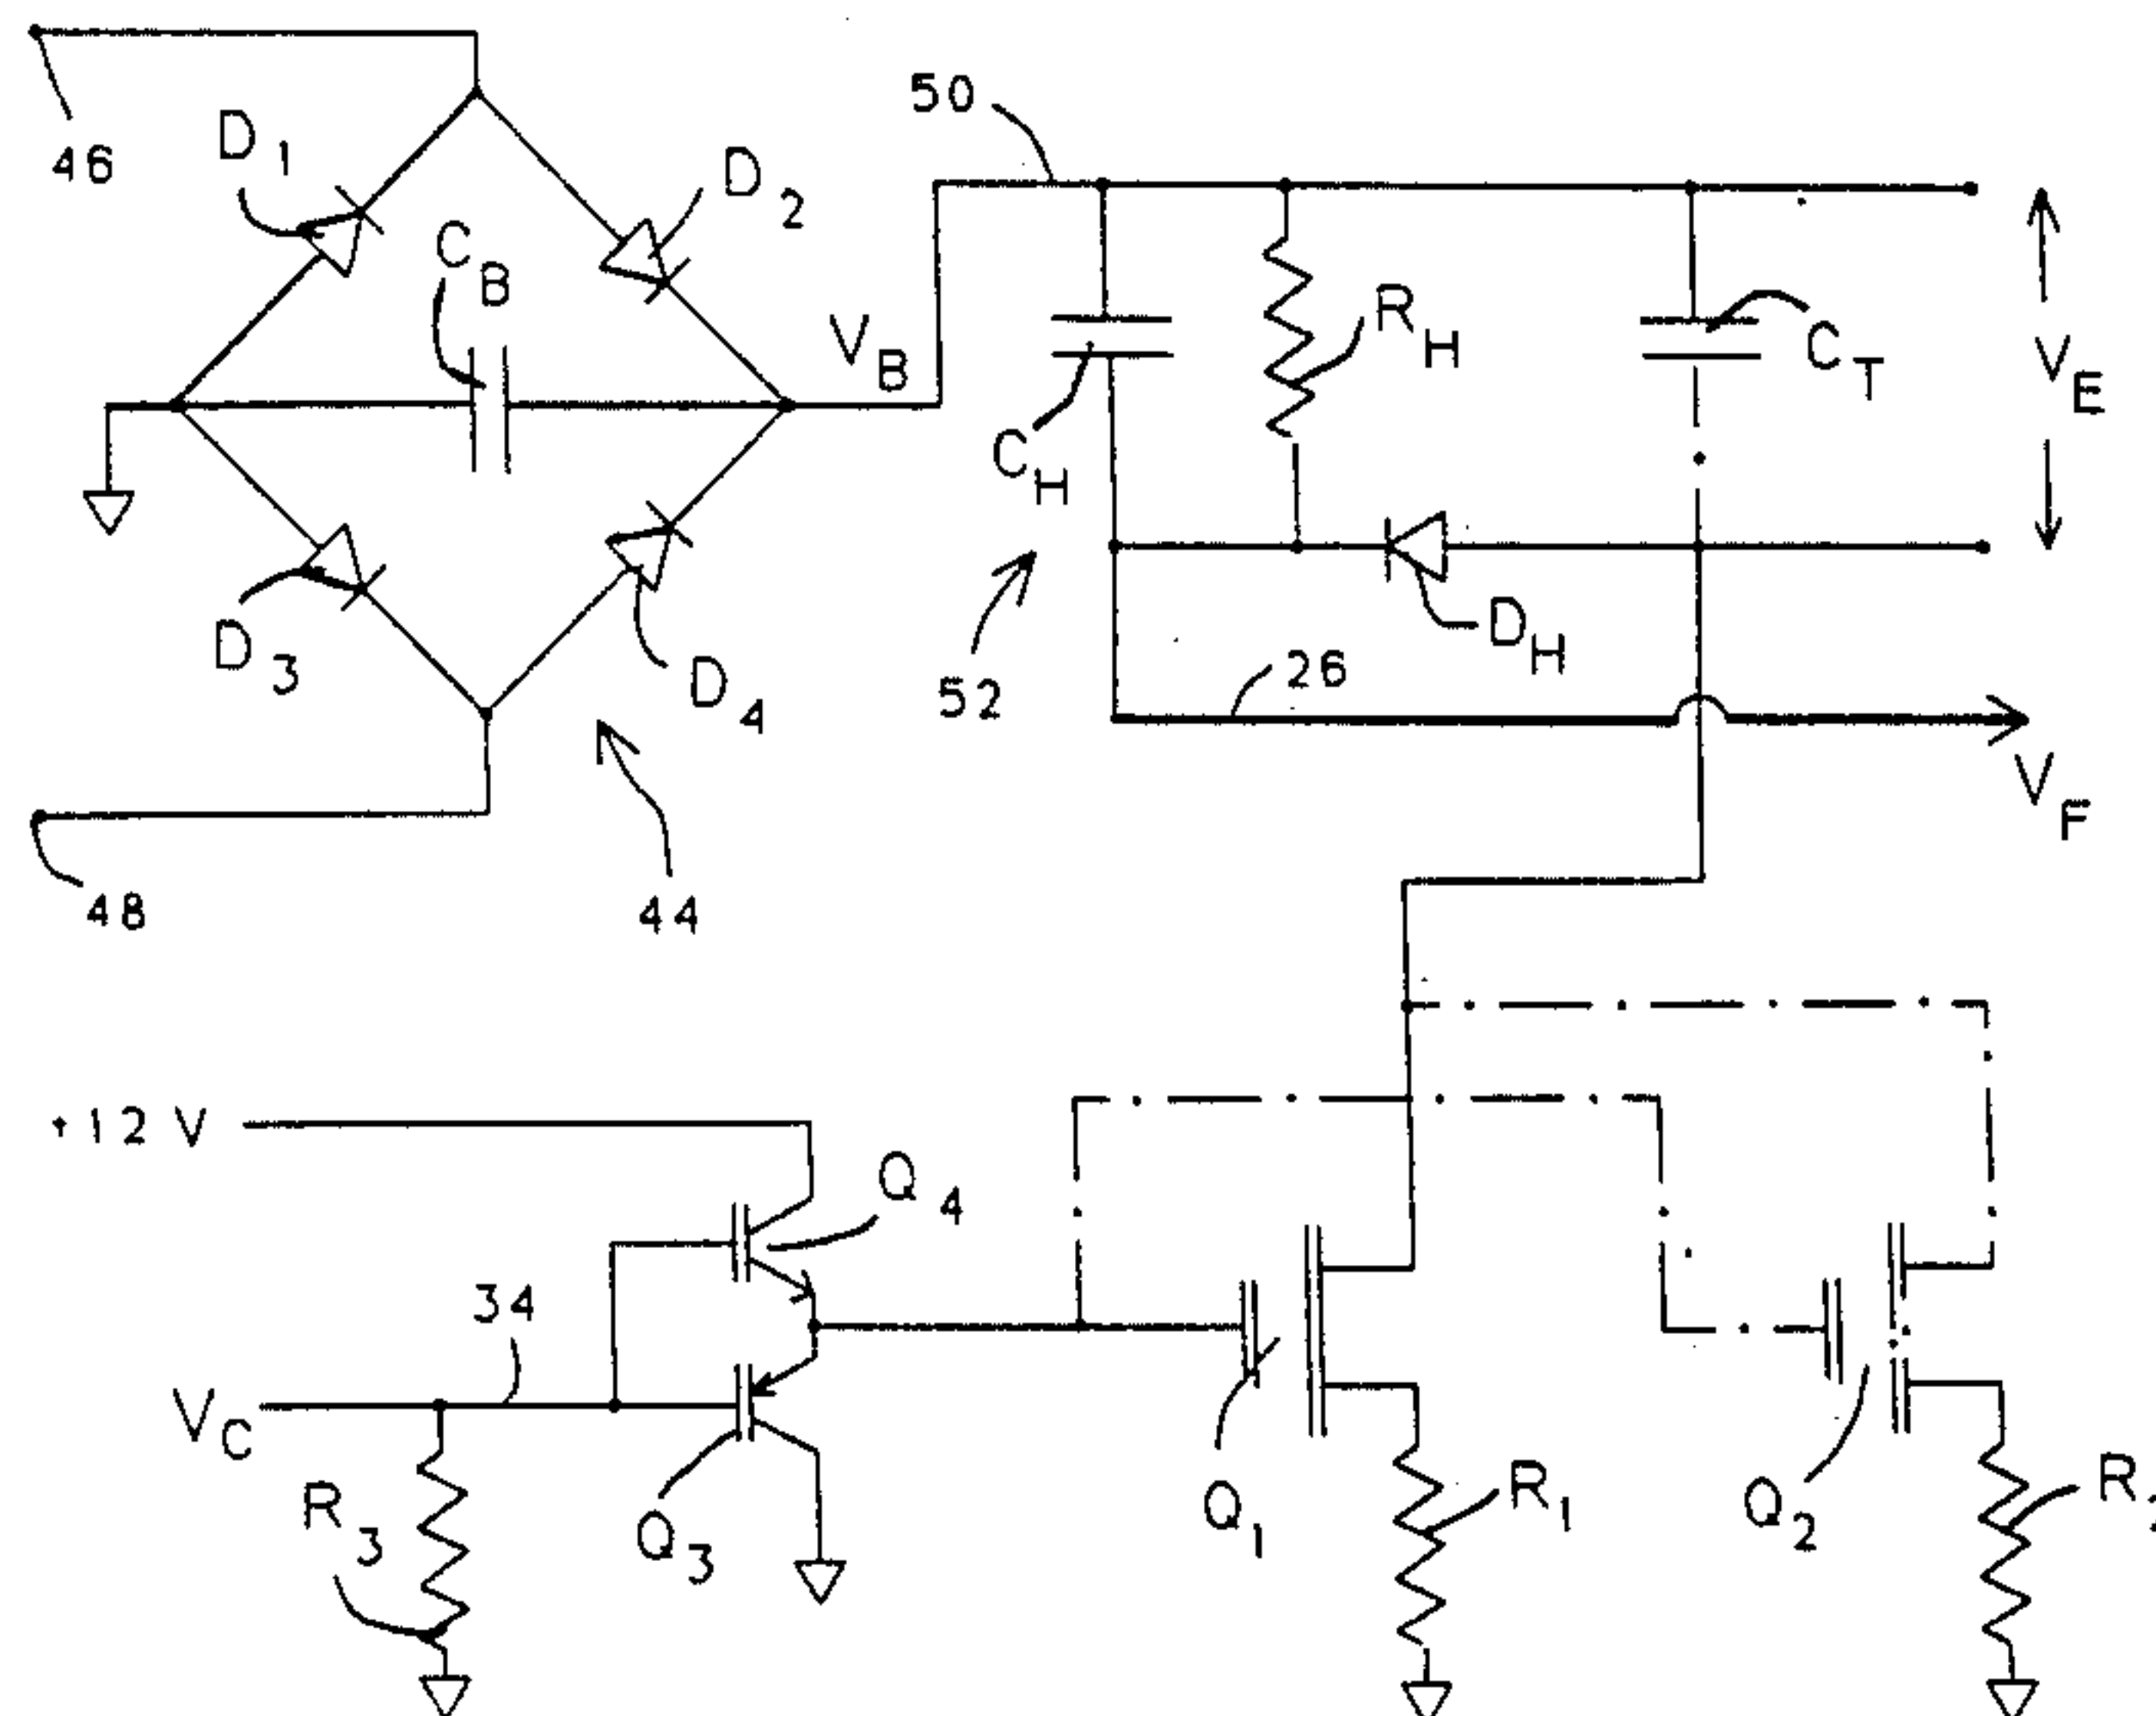 46
D1
D2
CB
VB
50
RH
CH
CT
VE
D3
D4
52
DH
26
VF
48
44
+12 V
Q4
34
VC
R3
Q3
Q1
R1
Q2
R2